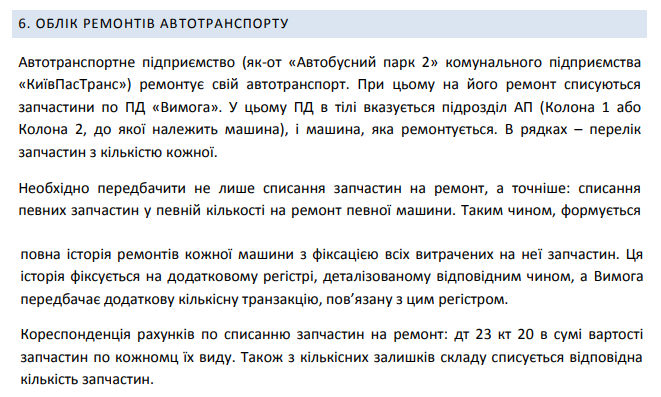 6. ОБЛІК РЕМОНТІВ АВТОТРАНСПОРТУ
Автотранспортне підприємство (як-от «Автобусний парк 2» комунального підприємства
«КиївПасТранс») ремонтує свій автотранспорт. При цьому на його ремонт списуються
запчастини по ПД «Вимога». У цьому ПД в тілі вказується підрозділ АП (Колона 1 або
Колона 2, до якої належить машина), і машина, яка ремонтується. В рядках – перелік
запчастин з кількістю кожної.
Необхідно передбачити не лише списання запчастин на ремонт, а точніше: списання
певних запчастин у певній кількості на ремонт певної машини. Таким чином, формується
повна історія ремонтів кожної машини з фіксацією всіх витрачених на неї запчастин. Ця
історія фіксується на додатковому регістрі, деталізованому відповідним чином, а Вимога
передбачає додаткову кількісну транзакцію, пов’язану з цим регістром.
Кореспонденція рахунків по списанню запчастин на ремонт: дт 23 кт 20 в сумі вартості
запчастин по кожномц їх виду. Також з кількісних залишків складу списується відповідна
кількість запчастин.